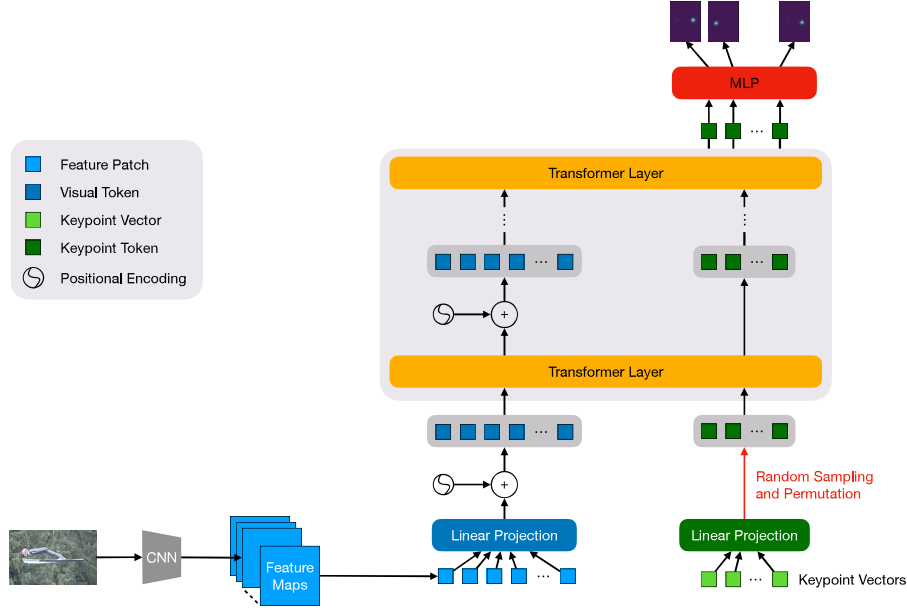 MLP
...
Feature Patch
Visual Token
Keypoint Vector
Keypoint Token
Positional Encoding
Transformer Layer
...
...
...
...
+
Transformer Layer
...
...
Random Sampling
and Permutation
+
CNN
Feature
Maps
Linear Projection
Linear Projection
...
...
Keypoint Vectors